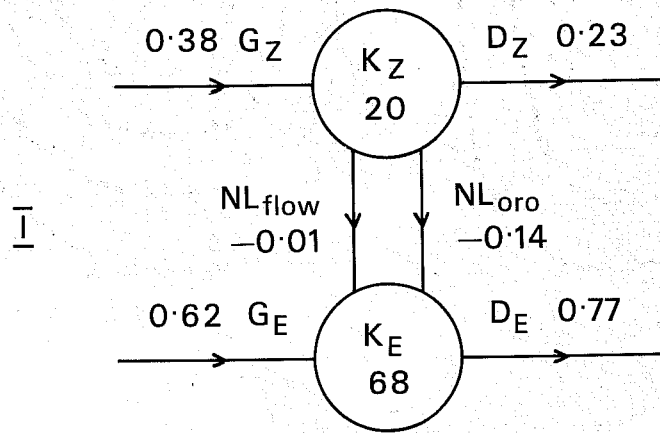 0·38 G_Z
K_Z
20
D_Z 0·23
I
NL_flow
−0·01
NL_oro
−0·14
0·62 G_E
K_E
68
D_E 0·77